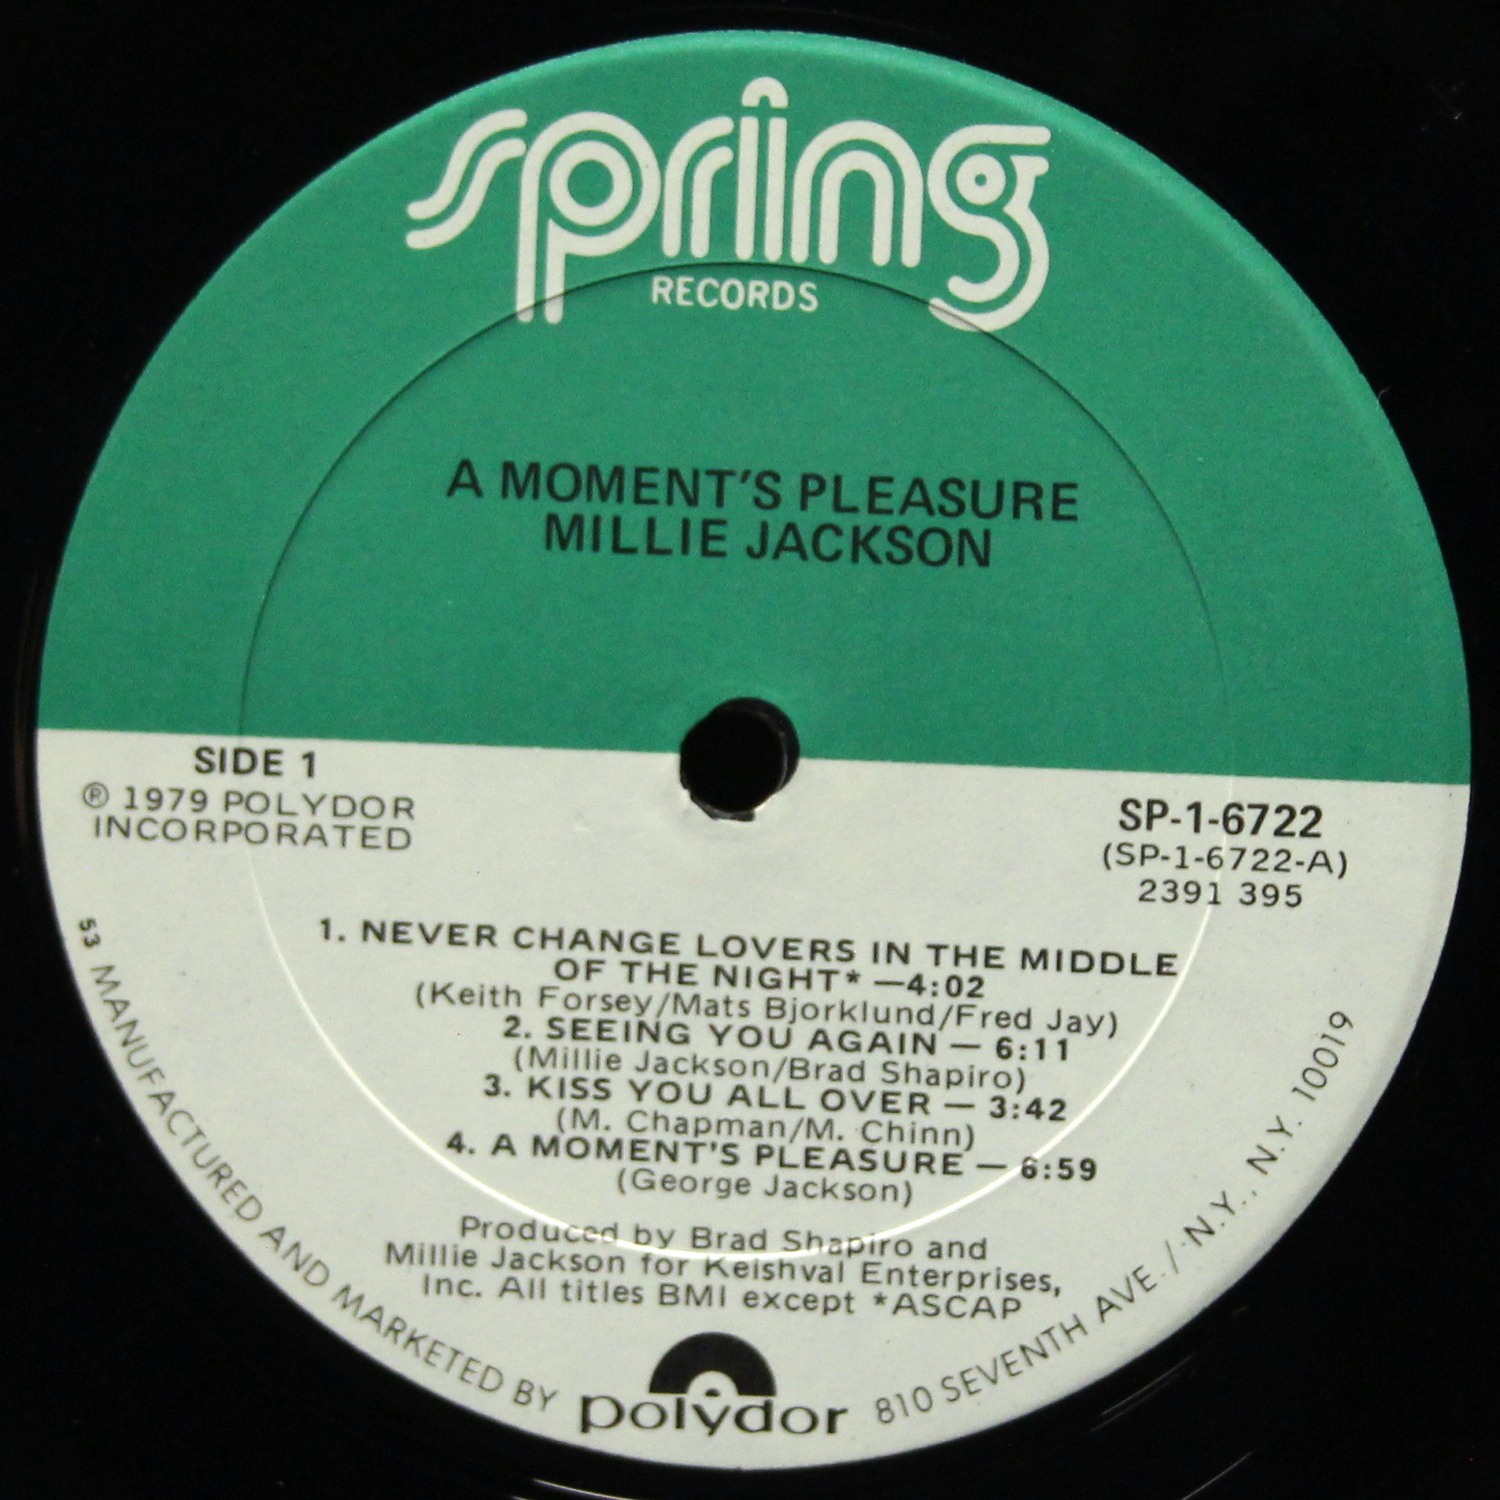 spring
RECORDS
A MOMENT'S PLEASURE
MILLIE JACKSON
SIDE 1
℗ 1979 POLYDOR
INCORPORATED
SP-1-6722
(SP-1-6722-A)
2391 395
1. NEVER CHANGE LOVERS IN THE MIDDLE
OF THE NIGHT* —4:02
(Keith Forsey/Mats Bjorklund/Fred Jay)
2. SEEING YOU AGAIN — 6:11
(Millie Jackson/Brad Shapiro)
3. KISS YOU ALL OVER — 3:42
(M. Chapman/M. Chinn)
4. A MOMENT'S PLEASURE — 6:59
(George Jackson)
Produced by Brad Shapiro and
Millie Jackson for Keishval Enterprises,
Inc. All titles BMI except *ASCAP
53 MANUFACTURED AND MARKETED BY polydor 810 SEVENTH AVE. / N.Y., N.Y. 10019